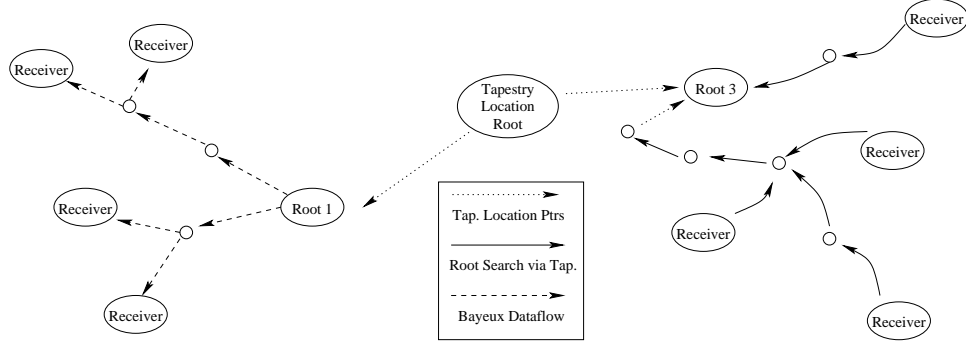 Receiver
Receiver
Receiver
Tapestry
Location
Root
Root 3
Receiver
Receiver
Root 1
Receiver
Receiver
Receiver
Tap. Location Ptrs
Root Search via Tap.
Bayeux Dataflow